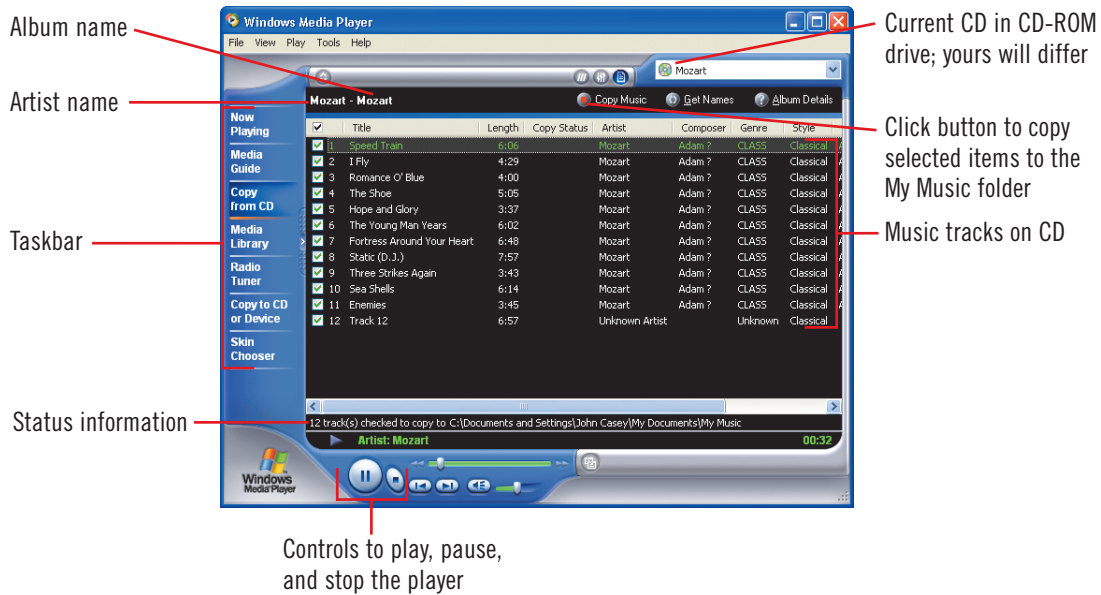 Album name
Artist name
Taskbar
Status information
Windows Media Player
File View Play Tools Help
Mozart
Mozart - Mozart
Copy Music Get Names Album Details
Now
Playing
Media
Guide
Copy
from CD
Media
Library
Radio
Tuner
Copy to CD
or Device
Skin
Chooser
Title Length Copy Status Artist Composer Genre Style
1 Speed Train 6:06 Mozart Adam ? CLASS Classical A
2 I Fly 4:29 Mozart Adam ? CLASS Classical A
3 Romance O' Blue 4:00 Mozart Adam ? CLASS Classical A
4 The Shoe 5:05 Mozart Adam ? CLASS Classical A
5 Hope and Glory 3:37 Mozart Adam ? CLASS Classical A
6 The Young Man Years 6:02 Mozart Adam ? CLASS Classical A
7 Fortress Around Your Heart 6:48 Mozart Adam ? CLASS Classical A
8 Static (D.J.) 7:57 Mozart Adam ? CLASS Classical A
9 Three Strikes Again 3:43 Mozart Adam ? CLASS Classical A
10 Sea Shells 6:14 Mozart Adam ? CLASS Classical A
11 Enemies 3:45 Mozart Adam ? CLASS Classical A
12 Track 12 6:57 Unknown Artist Unknown Classical
12 track(s) checked to copy to C:\Documents and Settings\John Casey\My Documents\My Music
Artist: Mozart 00:32
Windows
Media Player
Current CD in CD-ROM
drive; yours will differ
Click button to copy
selected items to the
My Music folder
Music tracks on CD
Controls to play, pause,
and stop the player